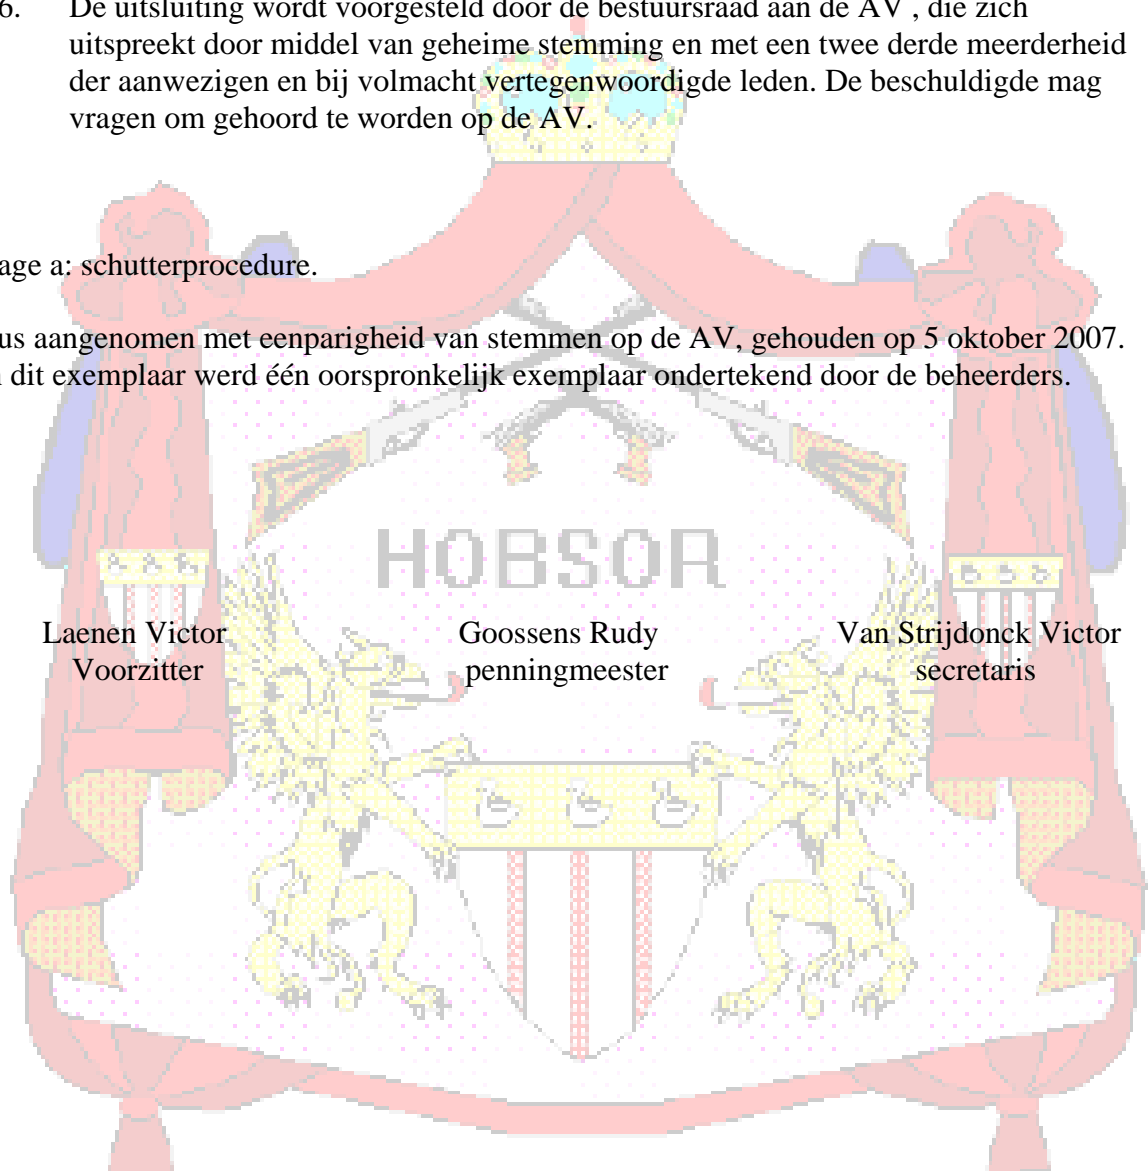 6. De uitsluiting wordt voorgesteld door de bestuursraad aan de AV , die zich
uitspreekt door middel van geheime stemming en met een twee derde meerderheid
der aanwezigen en bij volmacht vertegenwoordigde leden. De beschuldigde mag
vragen om gehoord te worden op de AV.
age a: schutterprocedure.
us aangenomen met eenparigheid van stemmen op de AV, gehouden op 5 oktober 2007.
n dit exemplaar werd één oorspronkelijk exemplaar ondertekend door de beheerders.
HOBSOR
Laenen Victor Goossens Rudy Van Strijdonck Victor
Voorzitter penningmeester secretaris